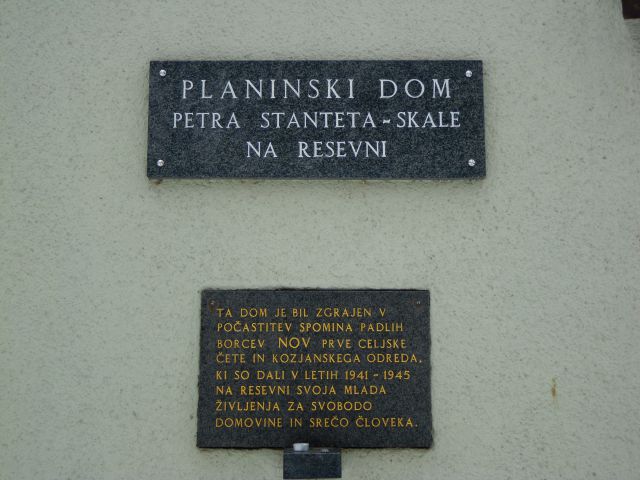 PLANINSKI DOM
PETRA STANTETA-SKALE
NA RESEVNI
TA DOM JE BIL ZGRAJEN V
POČASTITEV SPOMINA PADLIH
BORCEV NOV PRVE CELJSKE
ČETE IN KOZJANSKEGA ODREDA,
KI SO DALI V LETIH 1941-1945
NA RESEVNI SVOJA MLADA
ŽIVLJENJA ZA SVOBODO
DOMOVINE IN SREČO ČLOVEKA.